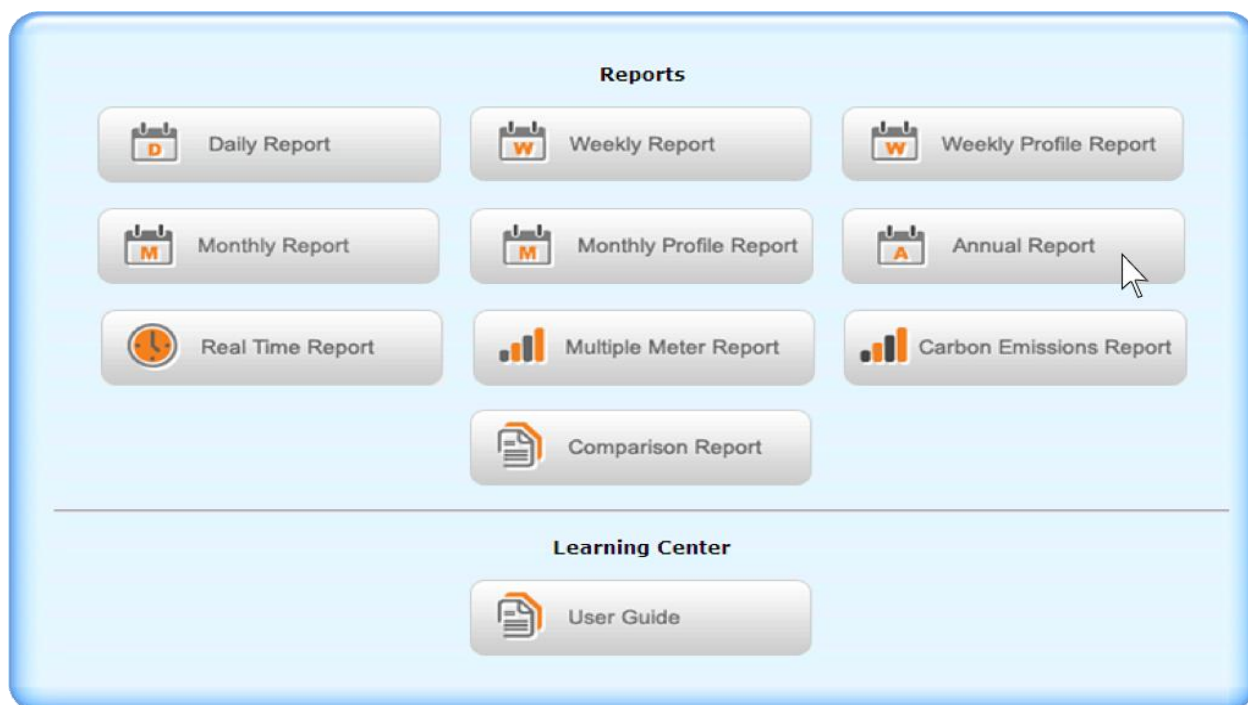 Reports
D Daily Report
W Weekly Report
W Weekly Profile Report
M Monthly Report
M Monthly Profile Report
A Annual Report
Real Time Report
Multiple Meter Report
Carbon Emissions Report
Comparison Report
Learning Center
User Guide